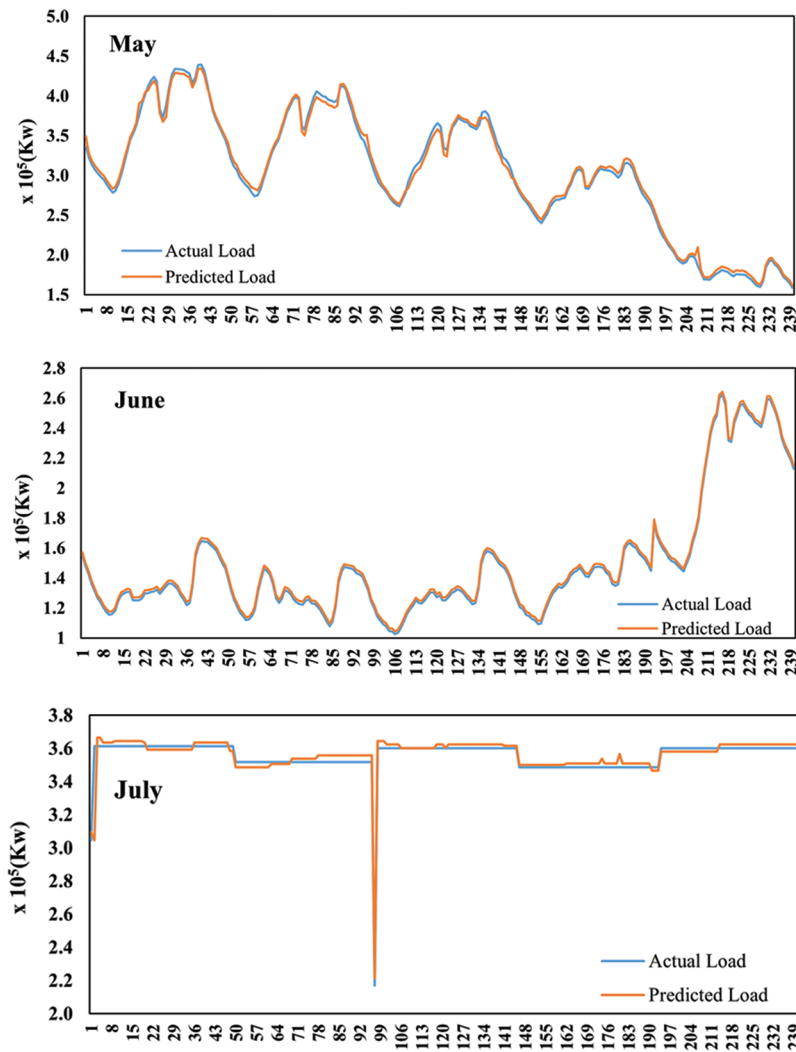 May
x 10⁵(Kw)
5.0
4.5
4.0
3.5
3.0
2.5
2.0
1.5
Actual Load
Predicted Load
1 8 15 22 29 36 43 50 57 64 71 78 85 92 99 106 113 120 127 134 141 148 155 162 169 176 183 190 197 204 211 218 225 232 239
June
x 10⁵(Kw)
2.8
2.6
2.4
2.2
2
1.8
1.6
1.4
1.2
1
Actual Load
Predicted Load
1 8 15 22 29 36 43 50 57 64 71 78 85 92 99 106 113 120 127 134 141 148 155 162 169 176 183 190 197 204 211 218 225 232 239
July
x 10⁵(Kw)
3.8
3.6
3.4
3.2
3.0
2.8
2.6
2.4
2.2
2.0
Actual Load
Predicted Load
1 8 15 22 29 36 43 50 57 64 71 78 85 92 99 106 113 120 127 134 141 148 155 162 169 176 183 190 197 204 211 218 225 232 239